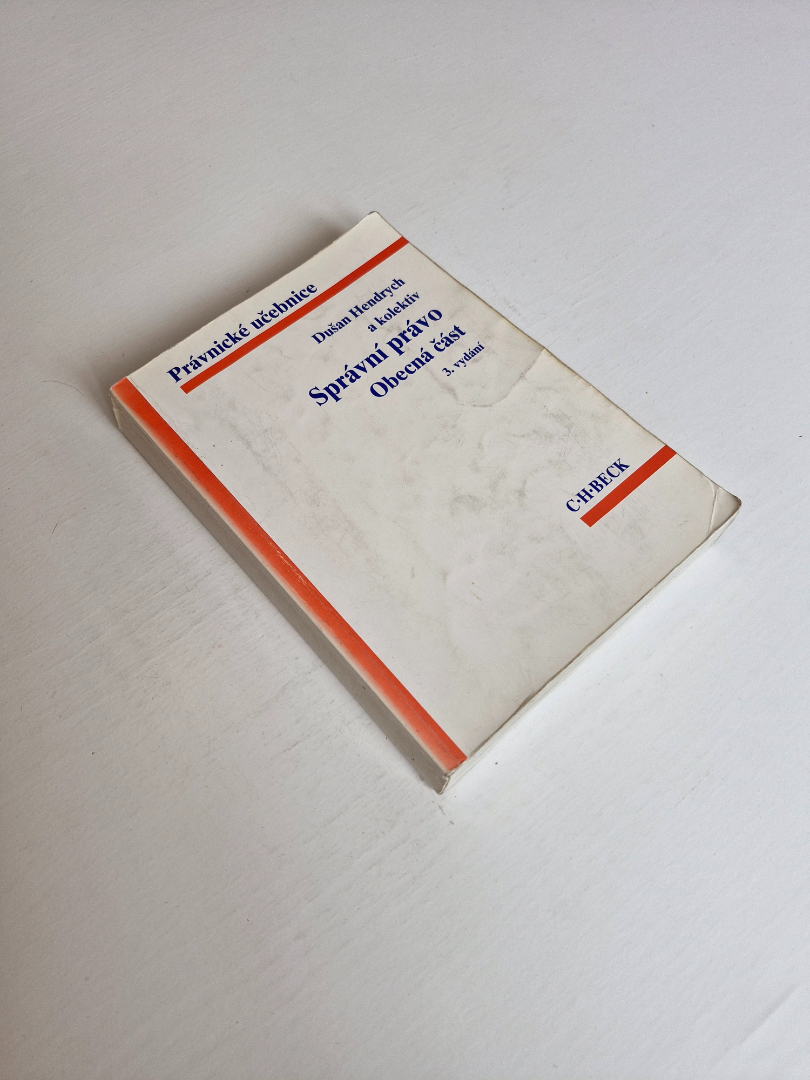 Právnické učebnice
Dušan Hendrych
a kolektiv
Správní právo
Obecná část
3. vydání
C·H·BECK